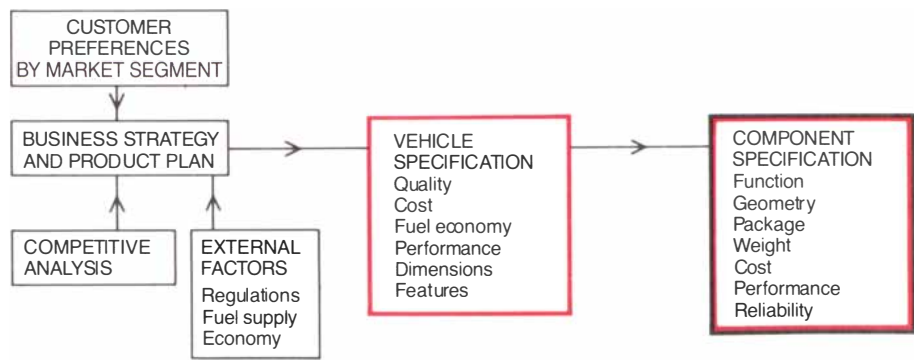 CUSTOMER
PREFERENCES
BY MARKET SEGMENT
BUSINESS STRATEGY
AND PRODUCT PLAN
COMPETITIVE
ANALYSIS
EXTERNAL
FACTORS
Regulations
Fuel supply
Economy
VEHICLE
SPECIFICATION
Quality
Cost
Fuel economy
Performance
Dimensions
Features
COMPONENT
SPECIFICATION
Function
Geometry
Package
Weight
Cost
Performance
Reliability